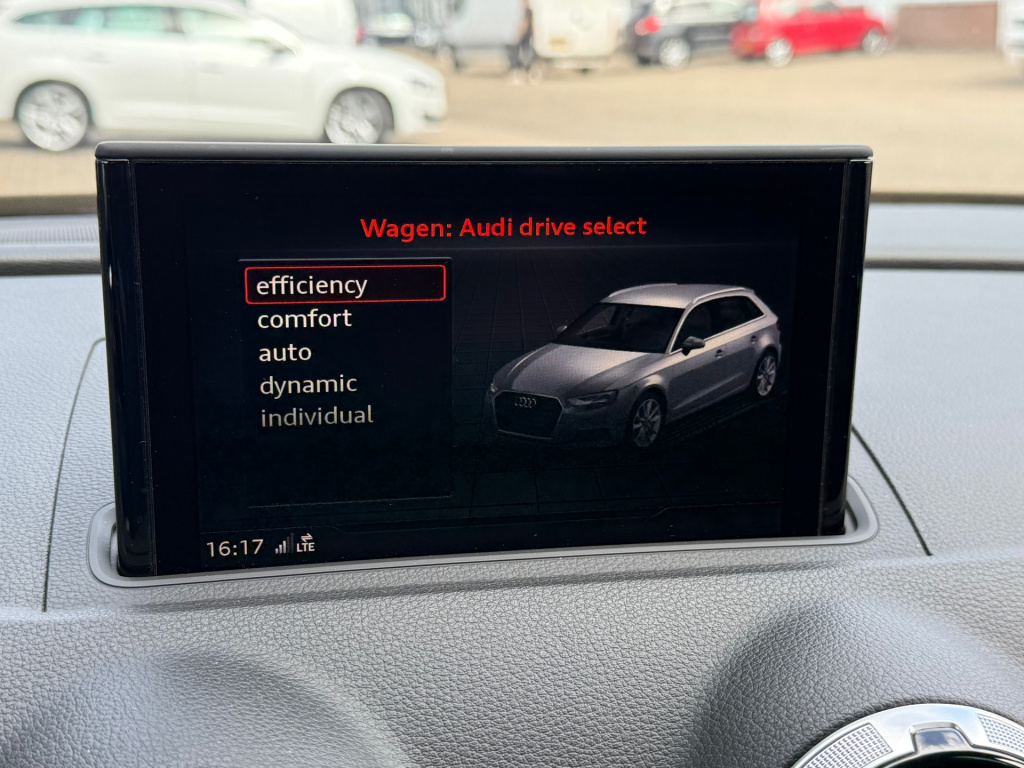 Wagen: Audi drive select
efficiency
comfort
auto
dynamic
individual
16:17 LTE